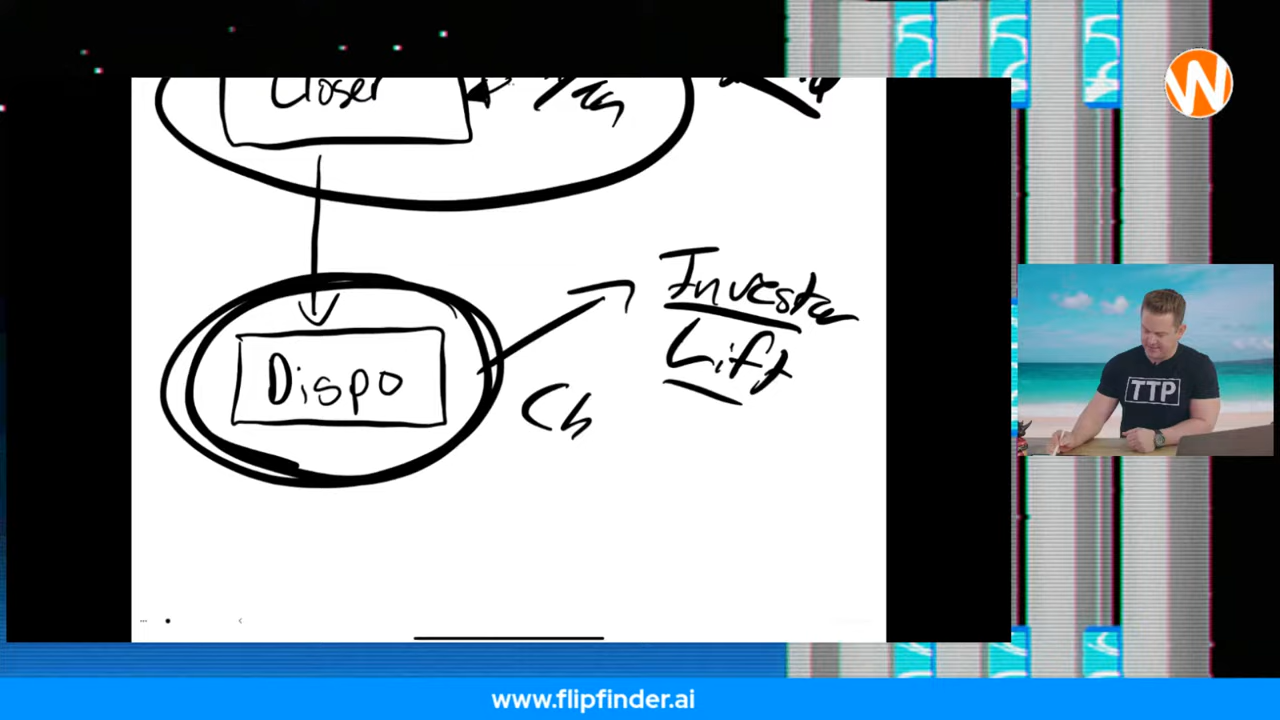 Closer
Investor
Lift
Dispo
Ch
TTP
W
www.flipfinder.ai